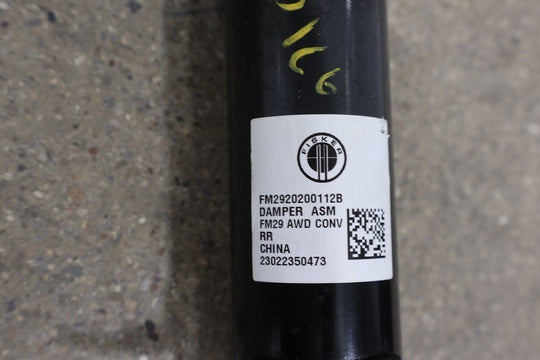 FISKER
FM2920200112B
DAMPER ASM
FM29 AWD CONV
RR
CHINA
23022350473